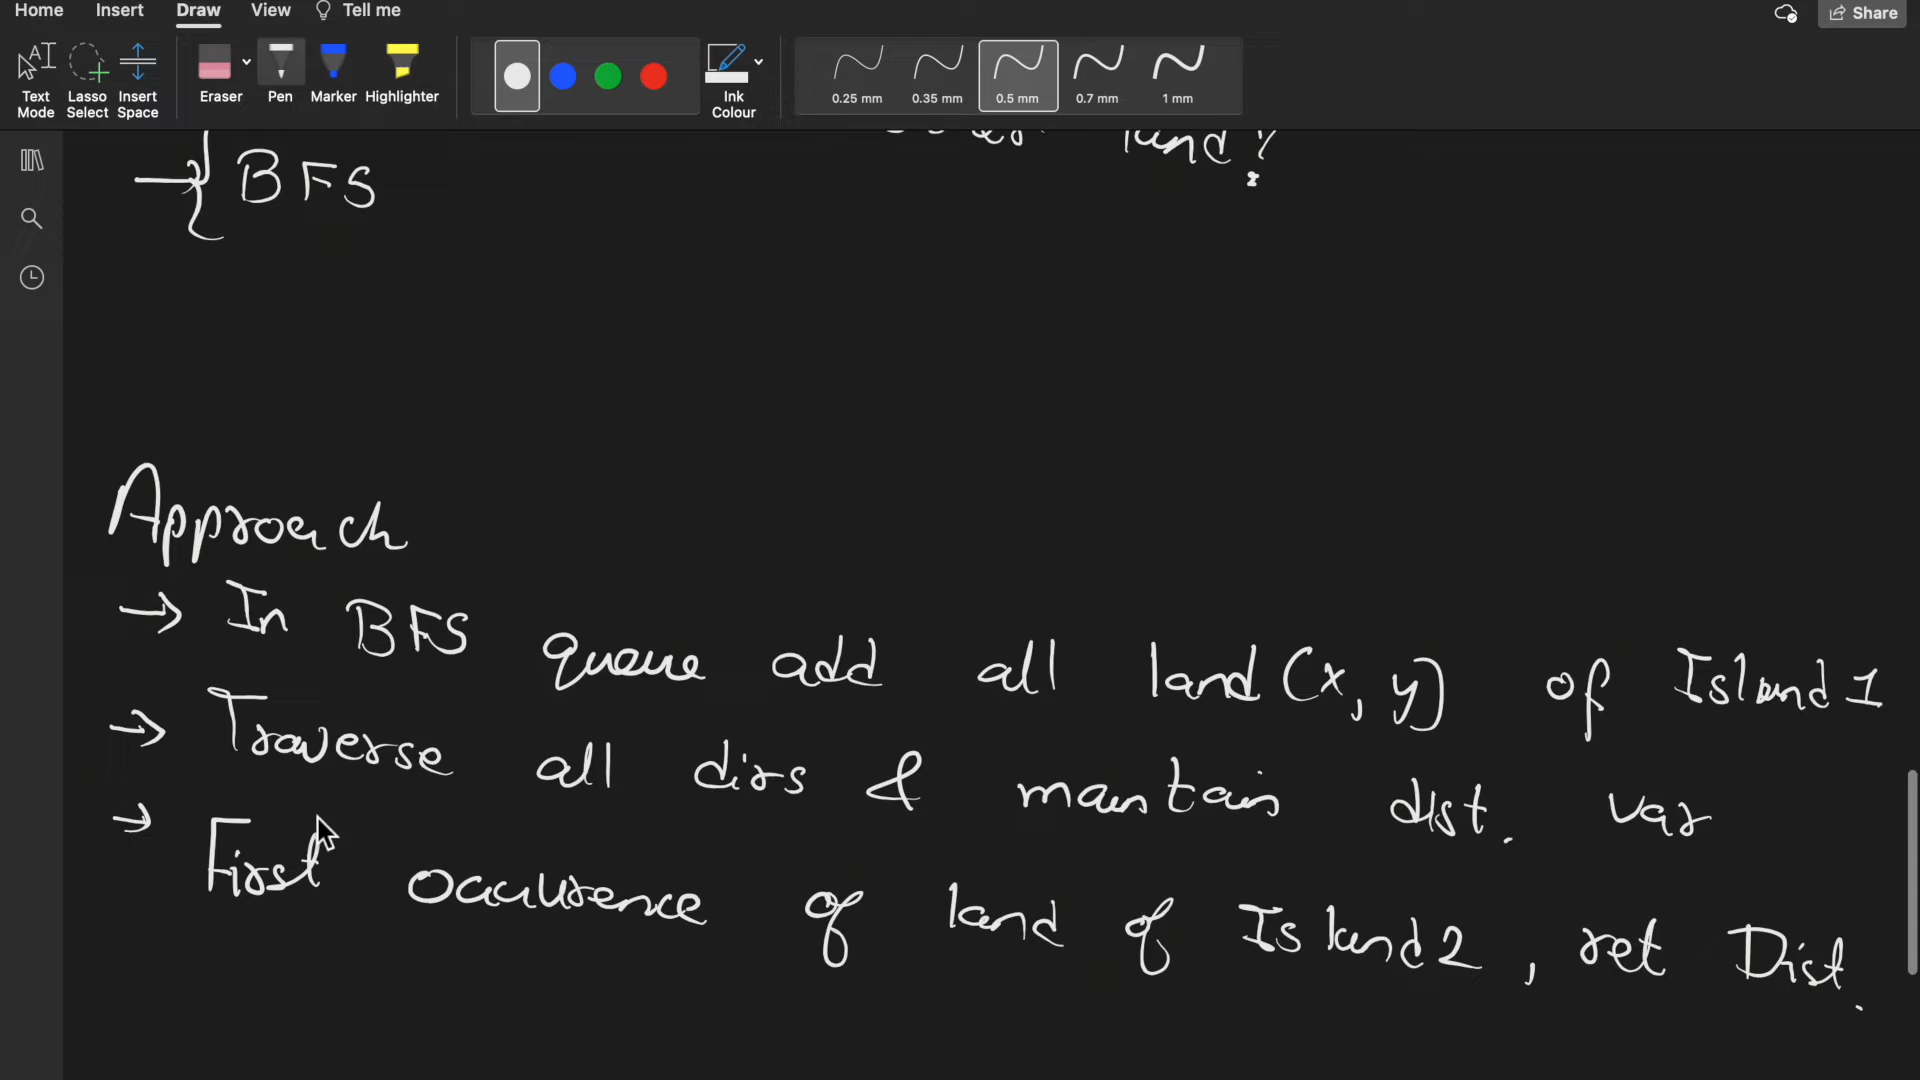 Home Insert Draw View Tell me
Share
Text Mode
Lasso Select
Insert Space
Eraser
Pen
Marker
Highlighter
Ink Colour
0.25 mm
0.35 mm
0.5 mm
0.7 mm
1 mm
land?
→ { BFS
Approach
→ In BFS queue add all land (x, y) of Island 1
→ Traverse all dirs & maintain dist. var
→ First occurrence of land of Island 2, ret Dist.